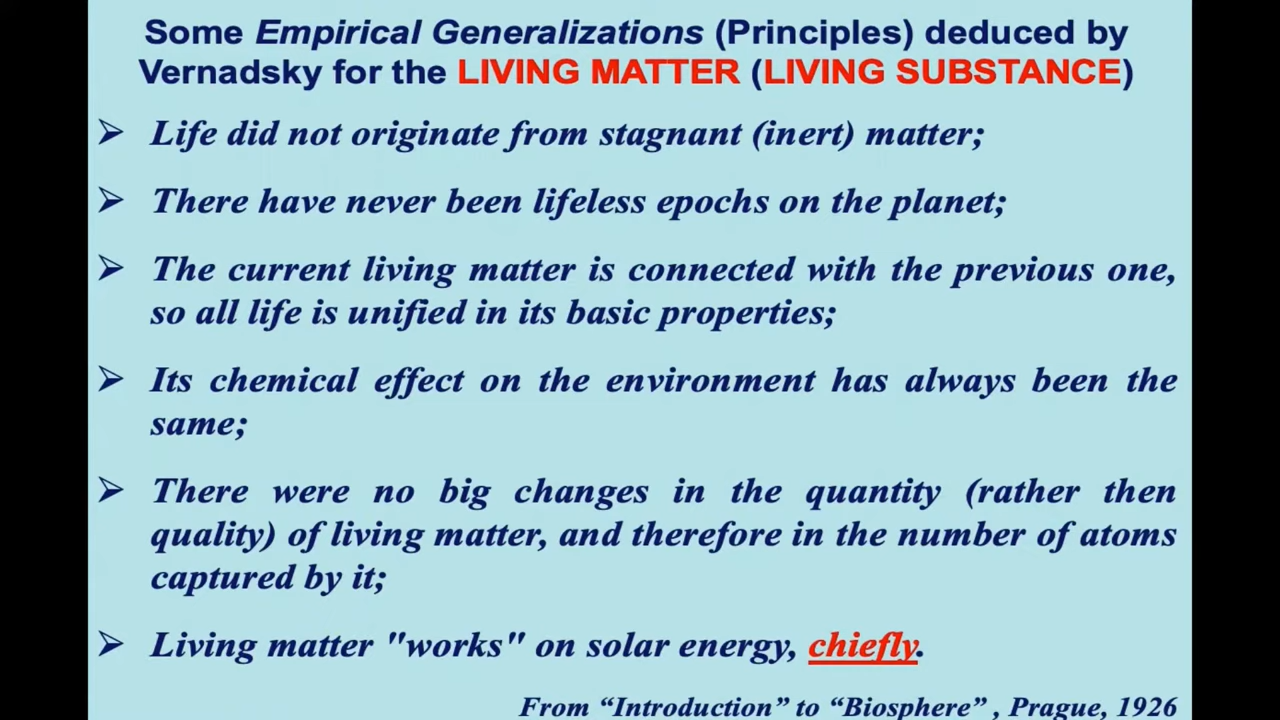 Some Empirical Generalizations (Principles) deduced by
Vernadsky for the LIVING MATTER (LIVING SUBSTANCE)
➢ Life did not originate from stagnant (inert) matter;
➢ There have never been lifeless epochs on the planet;
➢ The current living matter is connected with the previous one,
so all life is unified in its basic properties;
➢ Its chemical effect on the environment has always been the
same;
➢ There were no big changes in the quantity (rather then
quality) of living matter, and therefore in the number of atoms
captured by it;
➢ Living matter "works" on solar energy, chiefly.
From “Introduction” to “Biosphere” , Prague, 1926